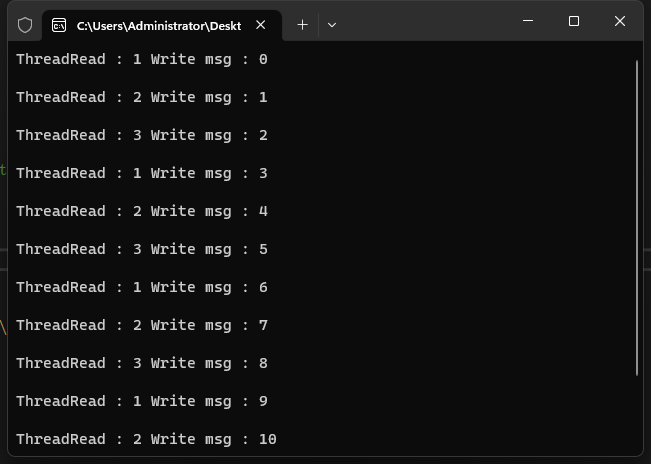 C:\Users\Administrator\Deskt
ThreadRead : 1 Write msg : 0
ThreadRead : 2 Write msg : 1
ThreadRead : 3 Write msg : 2
ThreadRead : 1 Write msg : 3
ThreadRead : 2 Write msg : 4
ThreadRead : 3 Write msg : 5
ThreadRead : 1 Write msg : 6
ThreadRead : 2 Write msg : 7
ThreadRead : 3 Write msg : 8
ThreadRead : 1 Write msg : 9
ThreadRead : 2 Write msg : 10